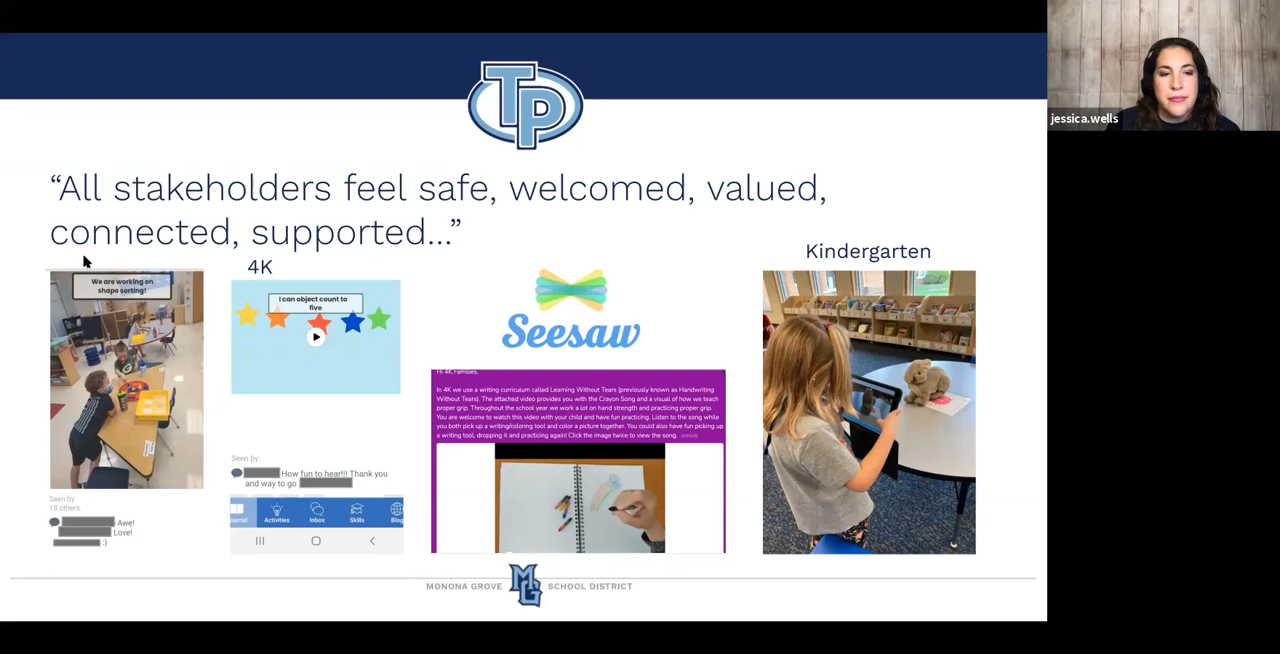 TP
jessica.wells
“All stakeholders feel safe, welcomed, valued,
connected, supported...”
4K
Kindergarten
We are working on
shape sorting!
Seen by:
18 others.
Awe!
Love!
:)
I can object count to
five
Seen by:
How fun to hear!!! Thank you
and way to go
Activities
Inbox
Skills
Blog
Seesaw
Hi 4K Families,
In 4K we use a writing curriculum called Learning Without Tears (previously known as Handwriting
Without Tears). The attached video provides you with the Crayon Song and a visual of how we teach
proper grip. Throughout the school year we work a lot on hand strength and practicing proper grip.
You are welcome to watch this video with your child and have fun practicing. Listen to the song while
you both pick up a writing/coloring tool and color a picture together. You could also have fun picking up
a writing tool, dropping it and practicing again! Click the image twice to view the song. (edited)
MONONA GROVE MG SCHOOL DISTRICT